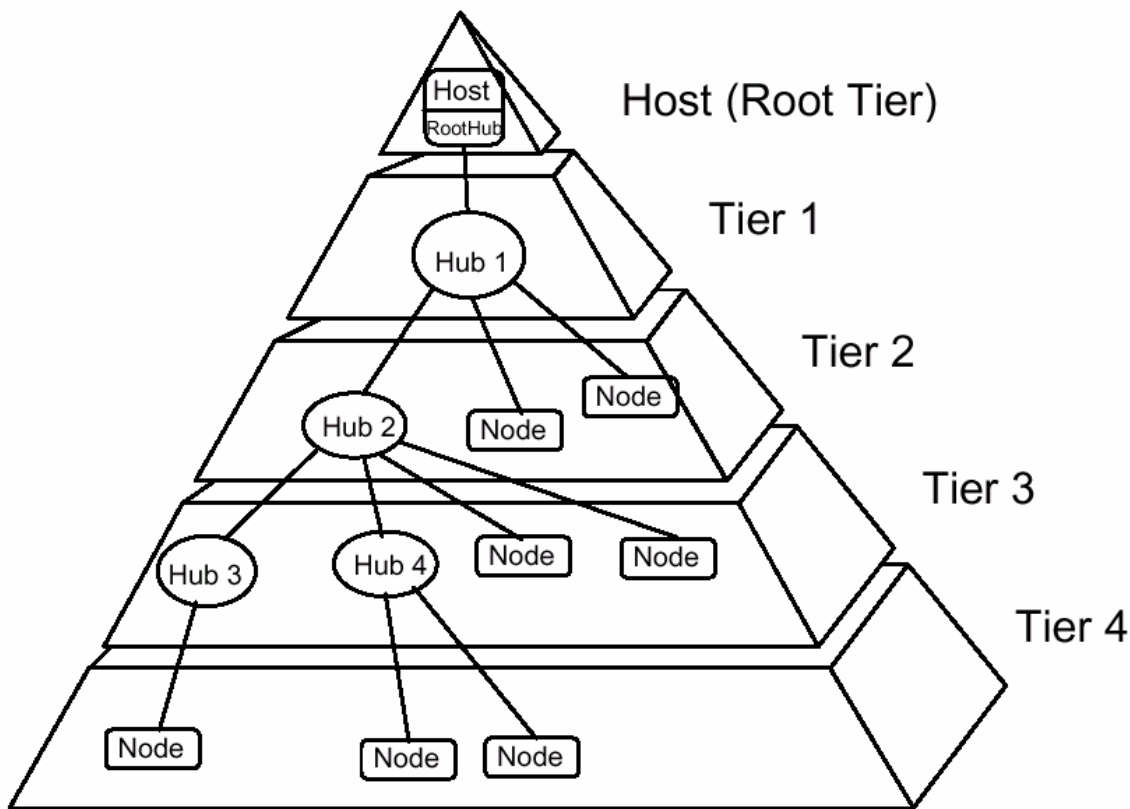 Host
RootHub
Host (Root Tier)
Hub 1
Tier 1
Hub 2
Node
Node
Tier 2
Hub 3
Hub 4
Node
Node
Tier 3
Node
Node
Node
Tier 4